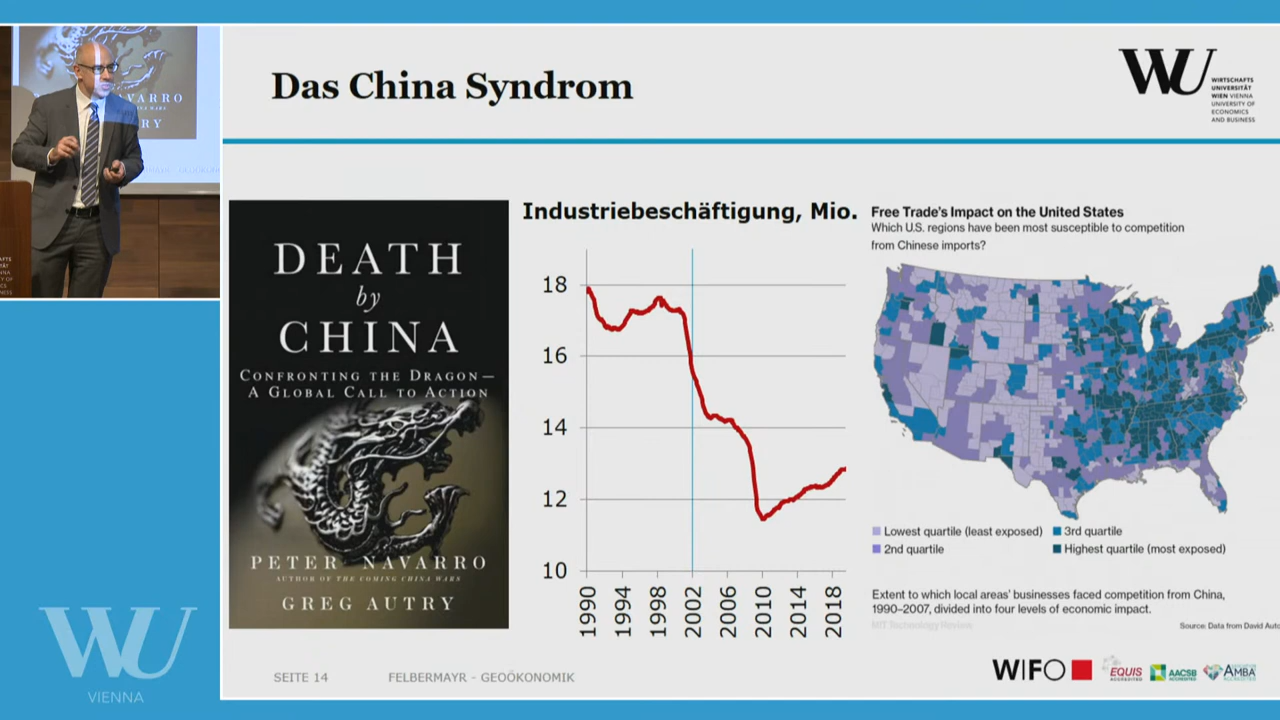 Das China Syndrom
WU
WIRTSCHAFTS
UNIVERSITÄT
WIEN VIENNA
UNIVERSITY OF
ECONOMICS
AND BUSINESS
DEATH
by
CHINA
CONFRONTING THE DRAGON—
A GLOBAL CALL TO ACTION
PETER NAVARRO
AUTHOR OF THE COMING CHINA WARS
GREG AUTRY
Industriebeschäftigung, Mio.
18
16
14
12
10
1990
1994
1998
2002
2006
2010
2014
2018
Free Trade's Impact on the United States
Which U.S. regions have been most susceptible to competition
from Chinese imports?
Lowest quartile (least exposed)
3rd quartile
2nd quartile
Highest quartile (most exposed)
Extent to which local areas' businesses faced competition from China,
1990–2007, divided into four levels of economic impact.
MIT Technology Review
Source: Data from David Auto
SEITE 14
FELBERMAYR - GEOÖKONOMIK
WIFO
EQUIS
ACCREDITED
AACSB
ACCREDITED
AMBA
ACCREDITED
WU
VIENNA